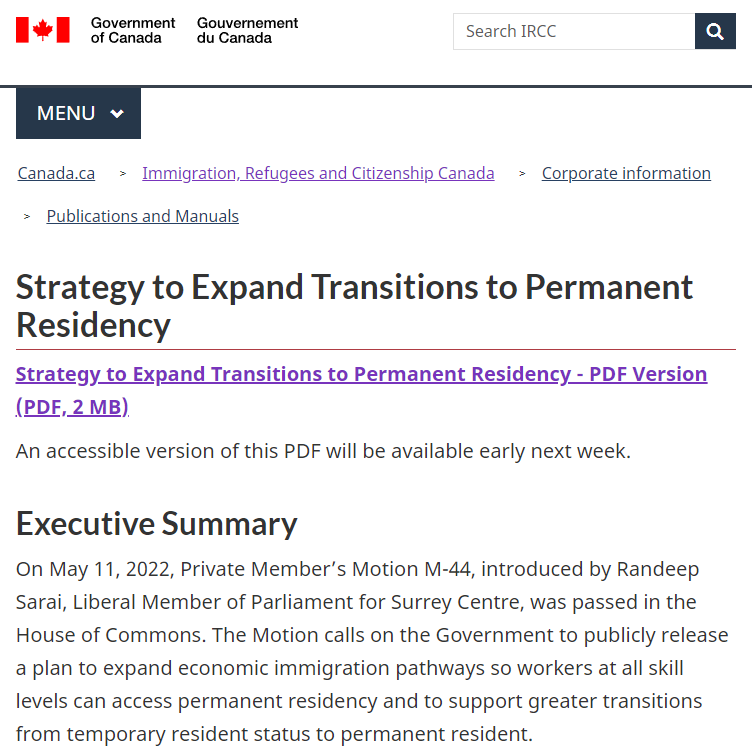 Government of Canada
Gouvernement du Canada
Search IRCC
MENU
Canada.ca > Immigration, Refugees and Citizenship Canada > Corporate information
> Publications and Manuals
Strategy to Expand Transitions to Permanent
Residency
Strategy to Expand Transitions to Permanent Residency - PDF Version
(PDF, 2 MB)
An accessible version of this PDF will be available early next week.
Executive Summary
On May 11, 2022, Private Member’s Motion M-44, introduced by Randeep
Sarai, Liberal Member of Parliament for Surrey Centre, was passed in the
House of Commons. The Motion calls on the Government to publicly release
a plan to expand economic immigration pathways so workers at all skill
levels can access permanent residency and to support greater transitions
from temporary resident status to permanent resident.